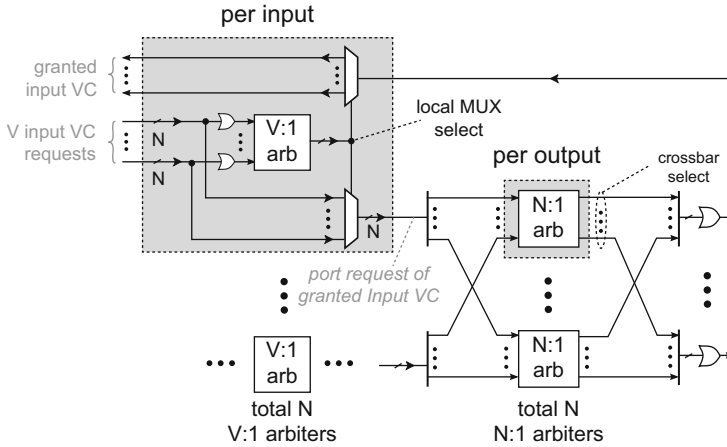 per input
granted
input VC
V input VC
requests
N
N
V:1
arb
local MUX
select
N
per output
crossbar
select
N:1
arb
port request of
granted Input VC
V:1
arb
N:1
arb
total N
V:1 arbiters
total N
N:1 arbiters